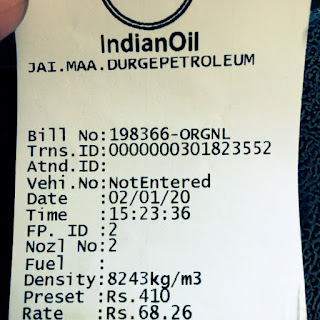 IndianOil
JAI.MAA.DURGEPETROLEUM
Bill No:198366-ORGNL
Trns.ID:0000000301823552
Atnd.ID:
Vehi.No:NotEntered
Date :02/01/20
Time :15:23:36
FP. ID :2
Nozl No:2
Fuel :
Density:8243kg/m3
Preset :Rs.410
Rate :Rs.68.26